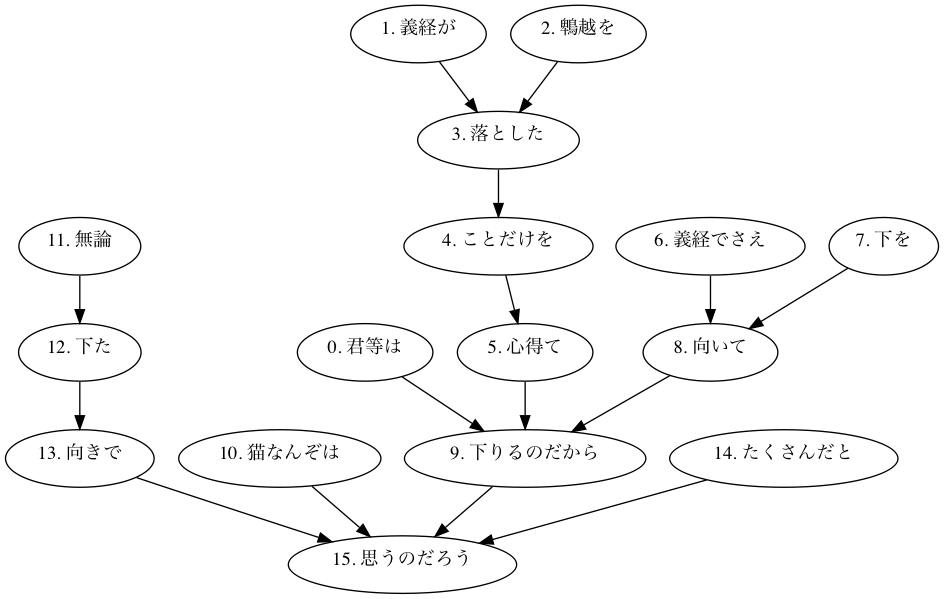 1. 義経が
2. 鵯越を
3. 落とした
11. 無論
4. ことだけを
6. 義経でさえ
7. 下を
12. 下た
0. 君等は
5. 心得て
8. 向いて
13. 向きで
10. 猫なんぞは
9. 下りるのだから
14. たくさんだと
15. 思うのだろう